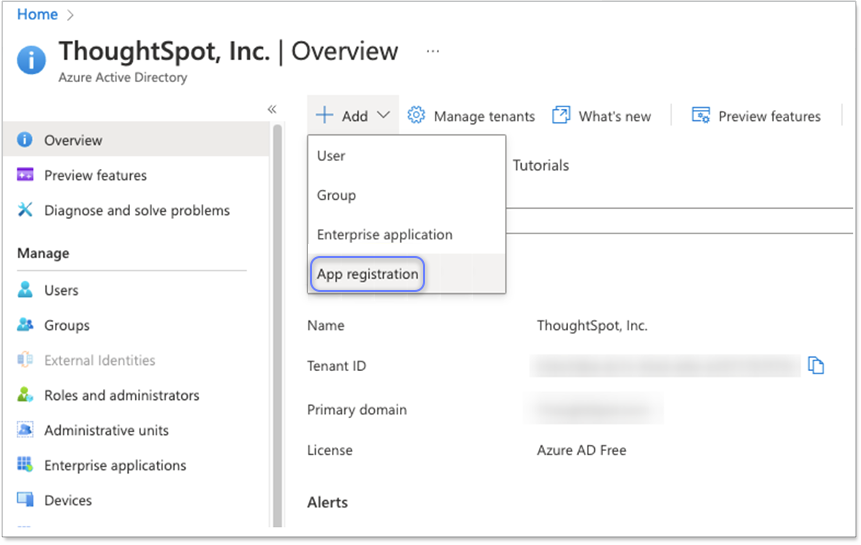 Home
ThoughtSpot, Inc. | Overview ...
Azure Active Directory
Overview
Preview features
Diagnose and solve problems
Manage
Users
Groups
External Identities
Roles and administrators
Administrative units
Enterprise applications
Devices
Add Manage tenants What's new Preview features
User
Group
Enterprise application
App registration
Tutorials
Name ThoughtSpot, Inc.
Tenant ID
Primary domain
License Azure AD Free
Alerts